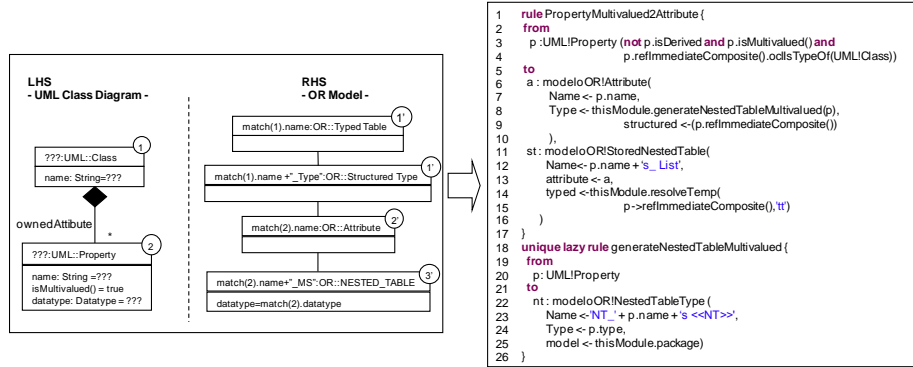 LHS
- UML Class Diagram -
1
???:UML::Class
name: String=???
ownedAttibute
*
2
???:UML::Property
name: String =???
isMultivalued() = true
datatype: Datatype = ???
RHS
- OR Model -
1'
match(1).name:OR::Typed Table
1'
match(1).name +"_Type":OR::Structured Type
2'
match(2).name:OR::Attribute
3'
match(2).name+"_MS":OR::NESTED_TABLE
datatype=match(2).datatype
1 rule PropertyMultivalued2Attribute {
2 from
3 p :UML!Property (not p.isDerived and p.isMultivalued() and
4 p.refImmediateComposite().oclIsTypeOf(UML!Class))
5 to
6 a : modeloOR!Attribute(
7 Name <- p.name,
8 Type <- thisModule.generateNestedTableMultivalued(p),
9 structured <-(p.refImmediateComposite())
10 ),
11 st : modeloOR!StoredNestedTable(
12 Name<- p.name + 's_ List',
13 attribute <- a,
14 typed <-thisModule.resolveTemp(
15 p->refImmediateComposite(),'tt')
16 )
17 }
18 unique lazy rule generateNestedTableMultivalued {
19 from
20 p: UML!Property
21 to
22 nt : modeloOR!NestedTableType (
23 Name <-'NT_' + p.name + 's <<NT>>',
24 Type <- p.type,
25 model <- thisModule.package)
26 }